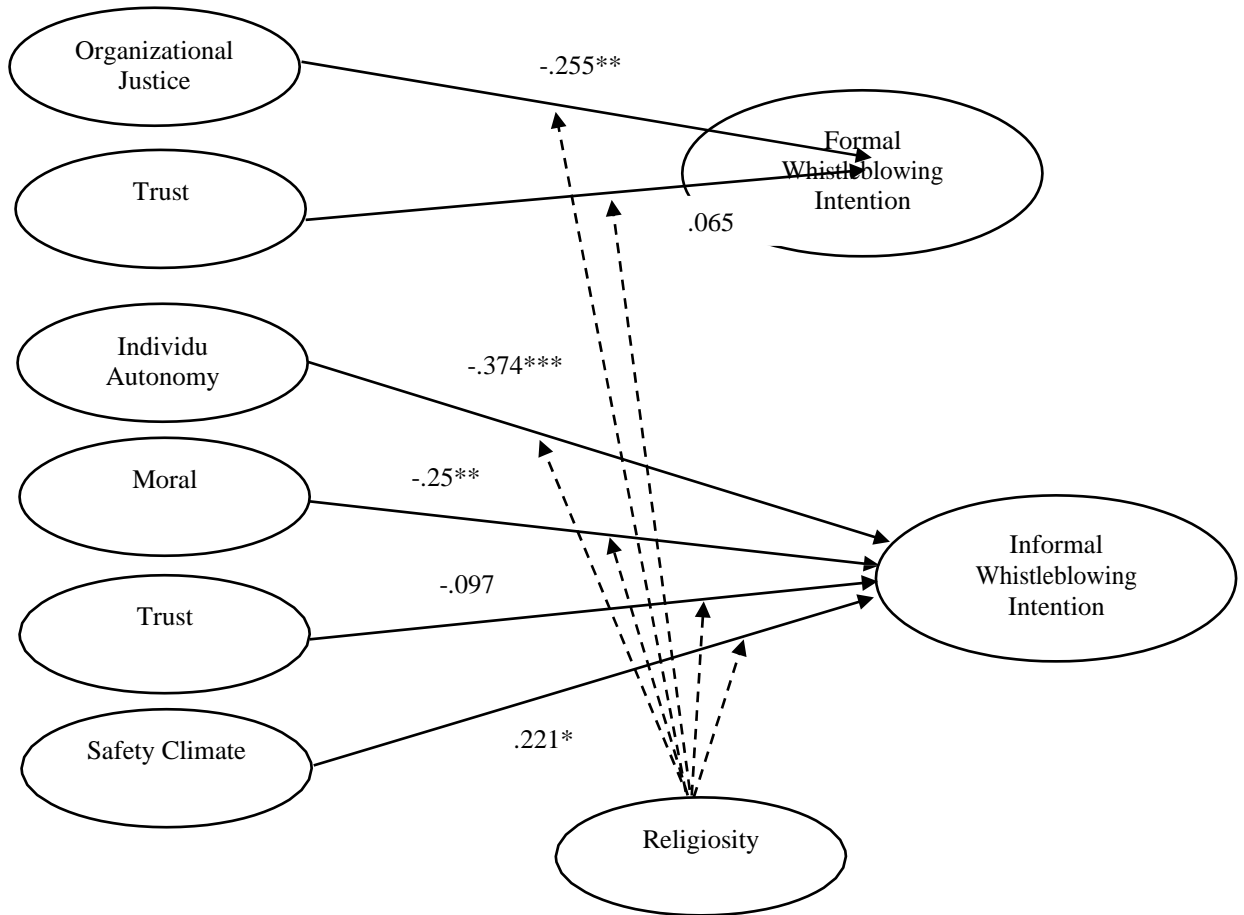 Organizational
Justice
-.255**
Formal
Whistleblowing
Intention
Trust
.065
Individu
Autonomy
-.374***
Moral
-.25**
Informal
Whistleblowing
Intention
Trust
-.097
Safety Climate
.221*
Religiosity